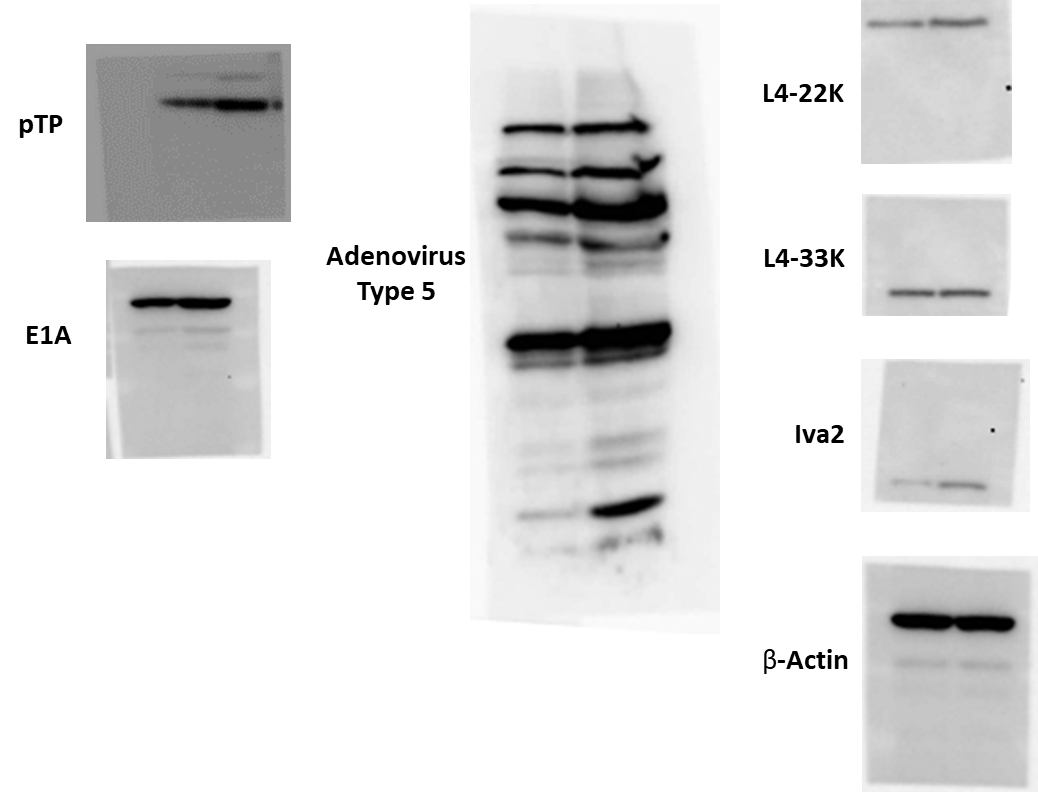 pTP
E1A
Adenovirus
Type 5
L4-22K
L4-33K
Iva2
β-Actin